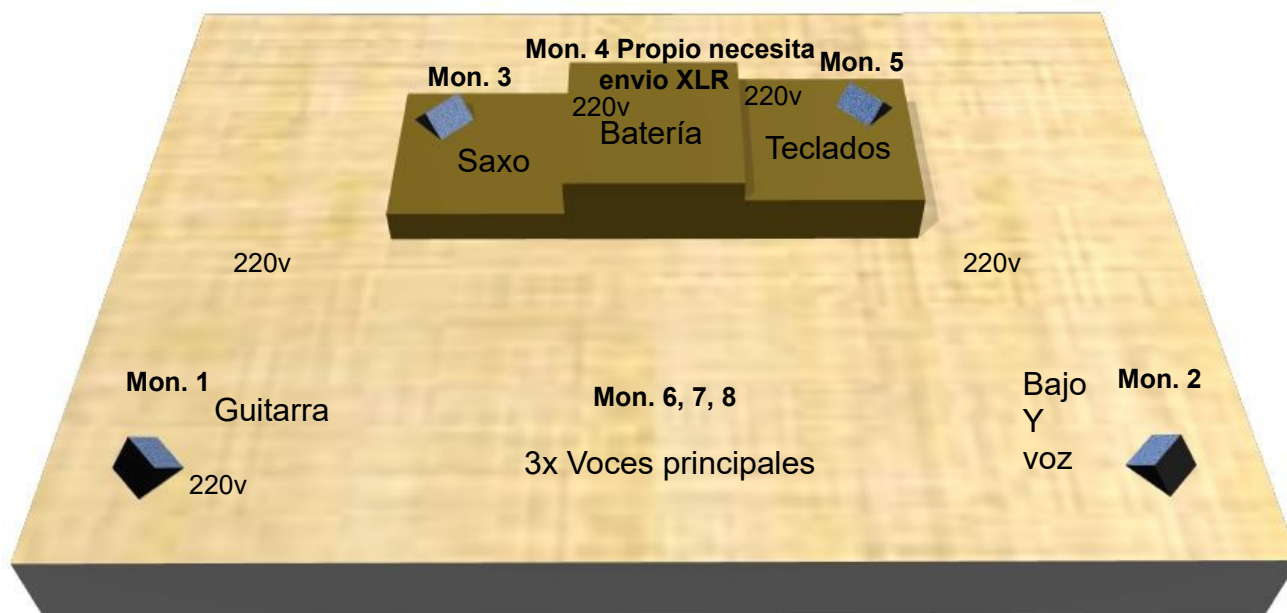 Mon. 4 Propio necesita
envio XLR
Mon. 3
Mon. 5
220v
220v
Batería
Saxo
Teclados
220v
220v
Mon. 1
Guitarra
Mon. 6, 7, 8
Bajo
Y
voz
Mon. 2
3x Voces principales
220v